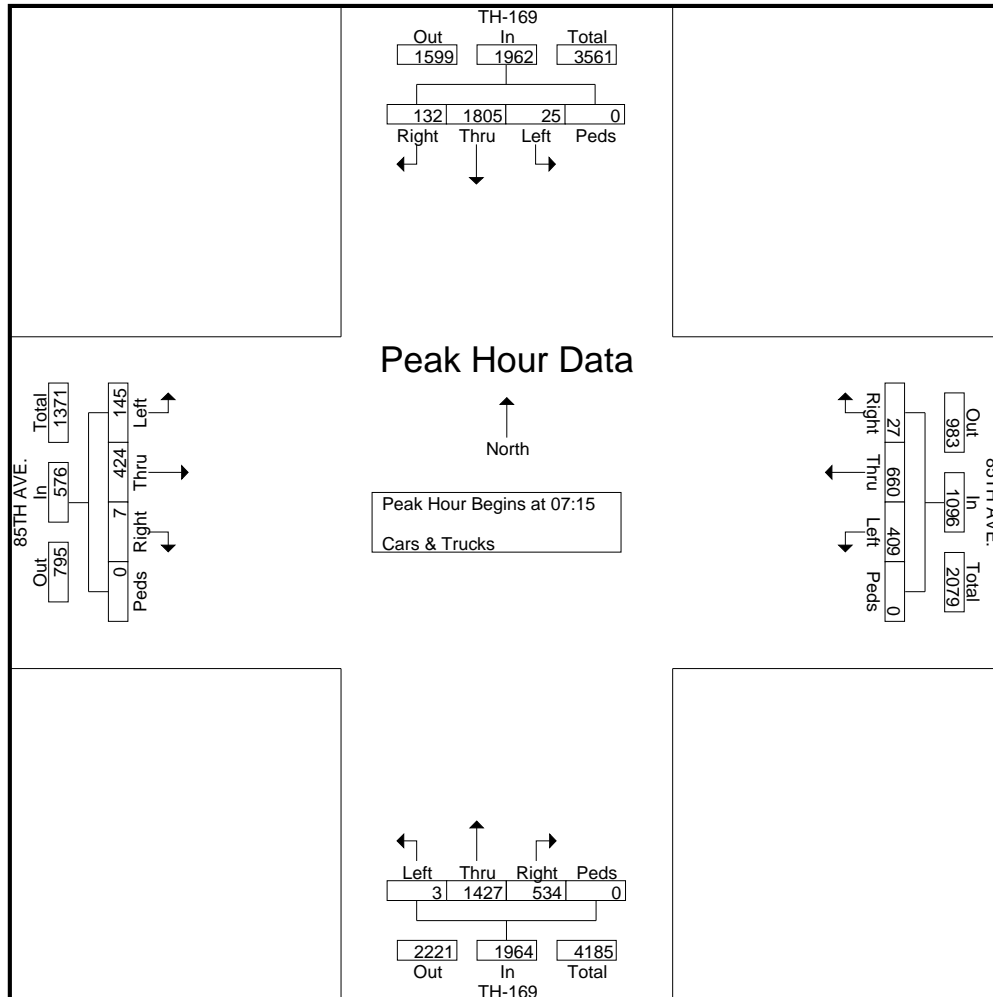 TH-169
Out In Total
1599 1962 3561
132 1805 25 0
Right Thru Left Peds
Peak Hour Data
North
Peak Hour Begins at 07:15
Cars & Trucks
85TH AVE.
Total In Out
1371 576 795
145 424 7 0
Left Thru Right Peds
85TH AVE.
Out In Total
983 1096 2079
27 660 409 0
Right Thru Left Peds
Left Thru Right Peds
3 1427 534 0
2221 1964 4185
Out In Total
TH-169